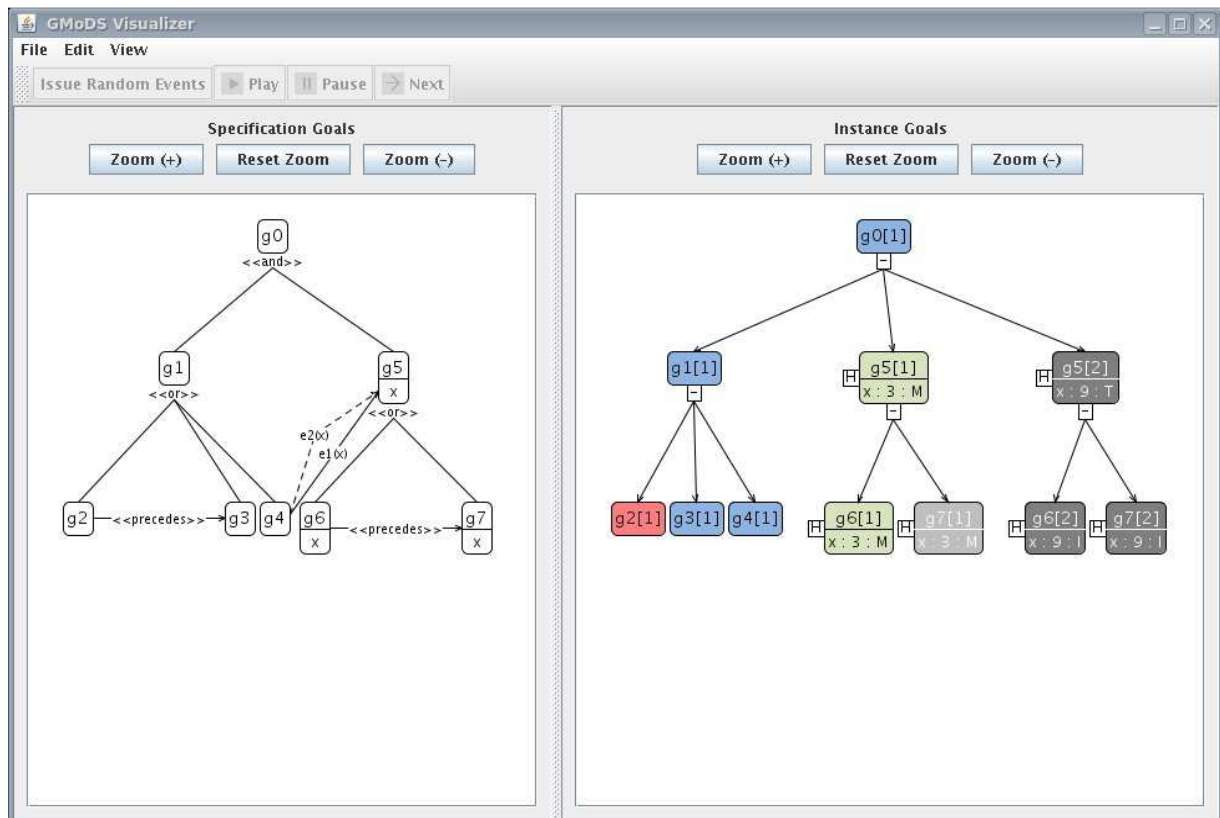 GMoDS Visualizer
File Edit View
Issue Random Events Play Pause Next
Specification Goals
Zoom (+) Reset Zoom Zoom (-)
g0
<<and>>
g1
<<or>>
g5
x
<<or>>
e2(x)
e1(x)
g2 <<precedes>> g3 g4
g6 <<precedes>> g7
x x
Instance Goals
Zoom (+) Reset Zoom Zoom (-)
g0[1]
-
g1[1] H g5[1] H g5[2]
x : 3 : M x : 9 : T
- - -
g2[1] g3[1] g4[1] H g6[1] H g7[1] H g6[2] H g7[2]
x : 3 : M x : 3 : M x : 9 : I x : 9 : I